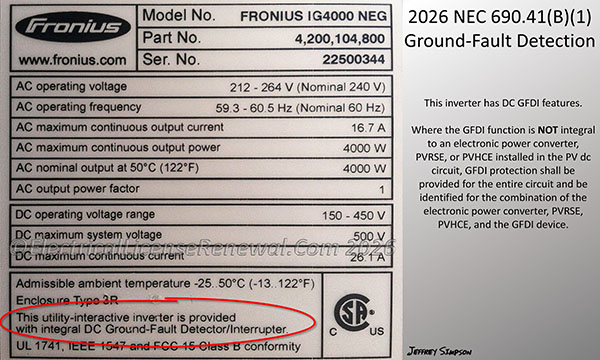 Fronius
www.fronius.com
Model No. FRONIUS IG4000 NEG
Part No. 4,200,104,800
Ser. No. 22500344
AC operating voltage 212 - 264 V (Nominal 240 V)
AC operating frequency 59.3 - 60.5 Hz (Nominal 60 Hz)
AC maximum continuous output current 16.7 A
AC maximum continuous output power 4000 W
AC nominal output at 50°C (122°F) 4000 W
AC output power factor 1
DC operating voltage range 150 - 450 V
DC maximum system voltage 500 V
©ElectricalLicenseRenewal.Com 2026
DC maximum continuous current 26.1 A
Admissible ambient temperature -25..50°C (-13..122°F)
Enclosure Type 3R
This utility-interactive inverter is provided
with integral DC Ground-Fault Detector/Interrupter.
UL 1741, IEEE 1547 and FCC 15 Class B conformity
CSA
C US
2026 NEC 690.41(B)(1)
Ground-Fault Detection
This inverter has DC GFDI features.
Where the GFDI function is NOT integral
to an electronic power converter,
PVRSE, or PVHCE installed in the PV dc
circuit, GFDI protection shall be
provided for the entire circuit and be
identified for the combination of the
electronic power converter, PVRSE,
PVHCE, and the GFDI device.
Jeffrey Simpson